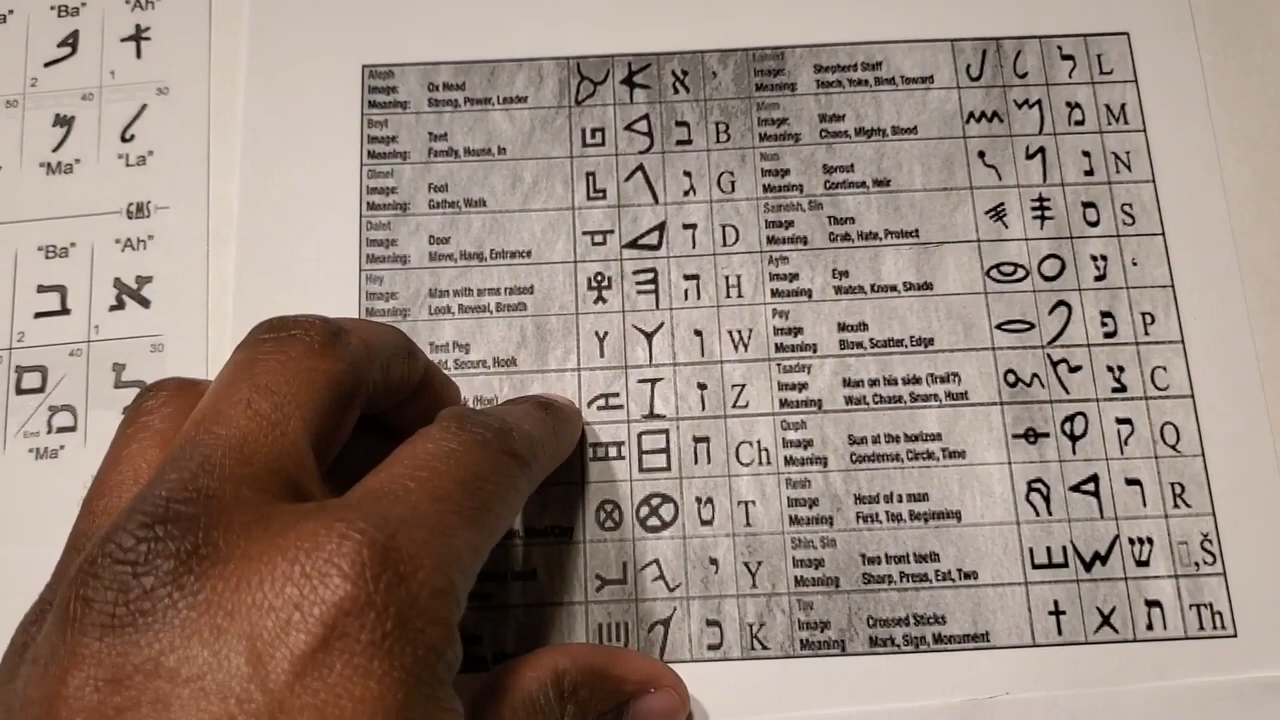 "Ba" "Ah"
2 1
50 40 30
"Ma" "La"
GMS
"Ba" "Ah"
ב א
2 1
40 30
ם ל
מ
End
"Ma"
Aleph
Image: Ox Head
Meaning: Strong, Power, Leader
א
Beyt
Image: Tent
Meaning: Family, House, In
ב B
Gimel
Image: Foot
Meaning: Gather, Walk
ג G
Dalet
Image: Door
Meaning: Move, Hang, Entrance
ד D
Hey
Image: Man with arms raised
Meaning: Look, Reveal, Breath
ה H
Tent Peg
Secure, Hook
ו W
(Hoe)
ז Z
ח Ch
ט T
י Y
כ K
Lamed
Image: Shepherd Staff
Meaning: Teach, Yoke, Bind, Toward
ל L
Mem
Image: Water
Meaning: Chaos, Mighty, Blood
מ M
Nun
Image Sprout
Meaning Continue, Heir
נ N
Samehh, Sin
Image Thorn
Meaning Grab, Hate, Protect
ס S
Ayin
Image Eye
Meaning Watch, Know, Shade
ע ‘
Pey
Image Mouth
Meaning Blow, Scatter, Edge
פ P
Tsadey
Image Man on his side (Trail?)
Meaning Wait, Chase, Snare, Hunt
צ C
Quph
Image Sun at the horizon
Meaning Condense, Circle, Time
ק Q
Resh
Image Head of a man
Meaning First, Top, Beginning
ר R
Shin, Sin
Image Two front teeth
Meaning Sharp, Press, Eat, Two
ש ,Š
Tav
Image Crossed Sticks
Meaning Mark, Sign, Monument
ת Th